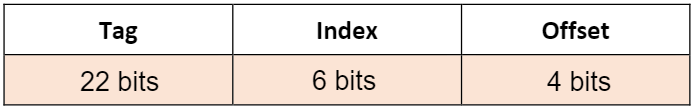 Tag Index Offset
22 bits 6 bits 4 bits